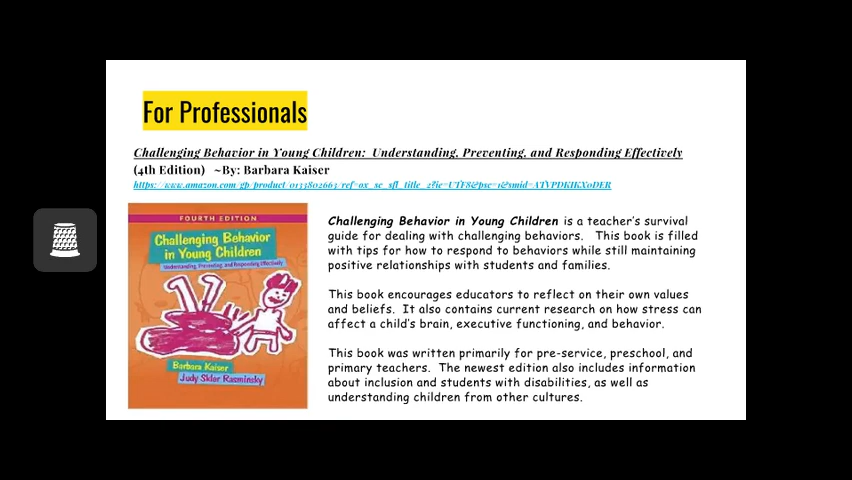 For Professionals
Challenging Behavior in Young Children: Understanding, Preventing, and Responding Effectively
(4th Edition) ~By: Barbara Kaiser
FOURTH EDITION
Challenging Behavior
in Young Children
Understanding, Preventing, and Responding Effectively
Barbara Kaiser
Judy Sklar Rasminsky
Challenging Behavior in Young Children is a teacher's survival
guide for dealing with challenging behaviors. This book is filled
with tips for how to respond to behaviors while still maintaining
positive relationships with students and families.
This book encourages educators to reflect on their own values
and beliefs. It also contains current research on how stress can
affect a child's brain, executive functioning, and behavior.
This book was written primarily for pre-service, preschool, and
primary teachers. The newest edition also includes information
about inclusion and students with disabilities, as well as
understanding children from other cultures.